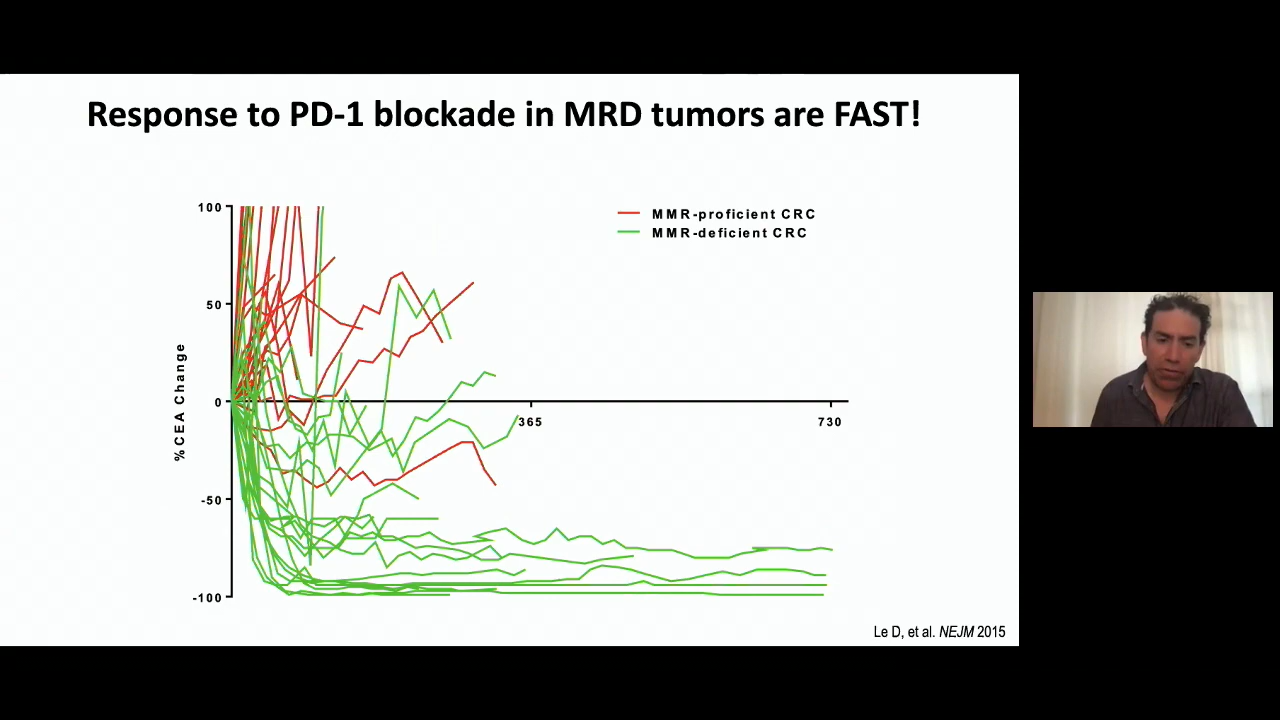 Response to PD-1 blockade in MRD tumors are FAST!
100
50
0
-50
-100
%CEA Change
365
730
MMR-proficient CRC
MMR-deficient CRC
Le D, et al. NEJM 2015